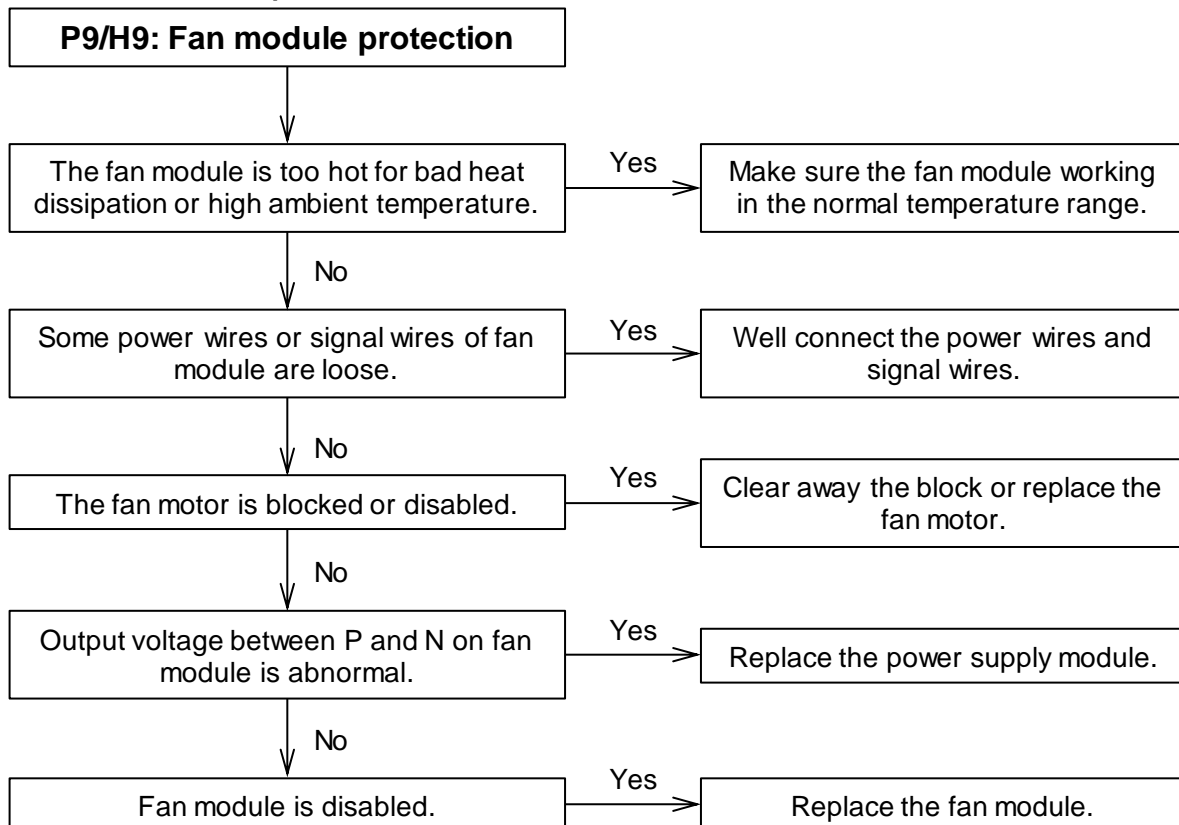 P9/H9: Fan module protection
The fan module is too hot for bad heat
dissipation or high ambient temperature.
Yes
Make sure the fan module working
in the normal temperature range.
No
Some power wires or signal wires of fan
module are loose.
Yes
Well connect the power wires and
signal wires.
No
The fan motor is blocked or disabled.
Yes
Clear away the block or replace the
fan motor.
No
Output voltage between P and N on fan
module is abnormal.
Yes
Replace the power supply module.
No
Fan module is disabled.
Yes
Replace the fan module.